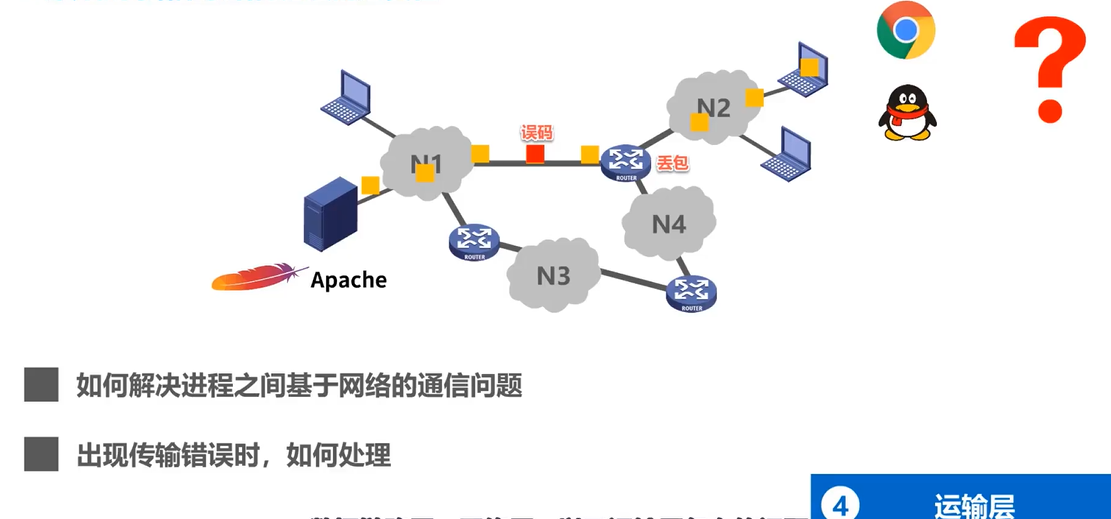 误码
N2
N1
丢包
ROUTER
N4
ROUTER
N3
Apache
ROUTER
如何解决进程之间基于网络的通信问题
出现传输错误时，如何处理
4 运输层